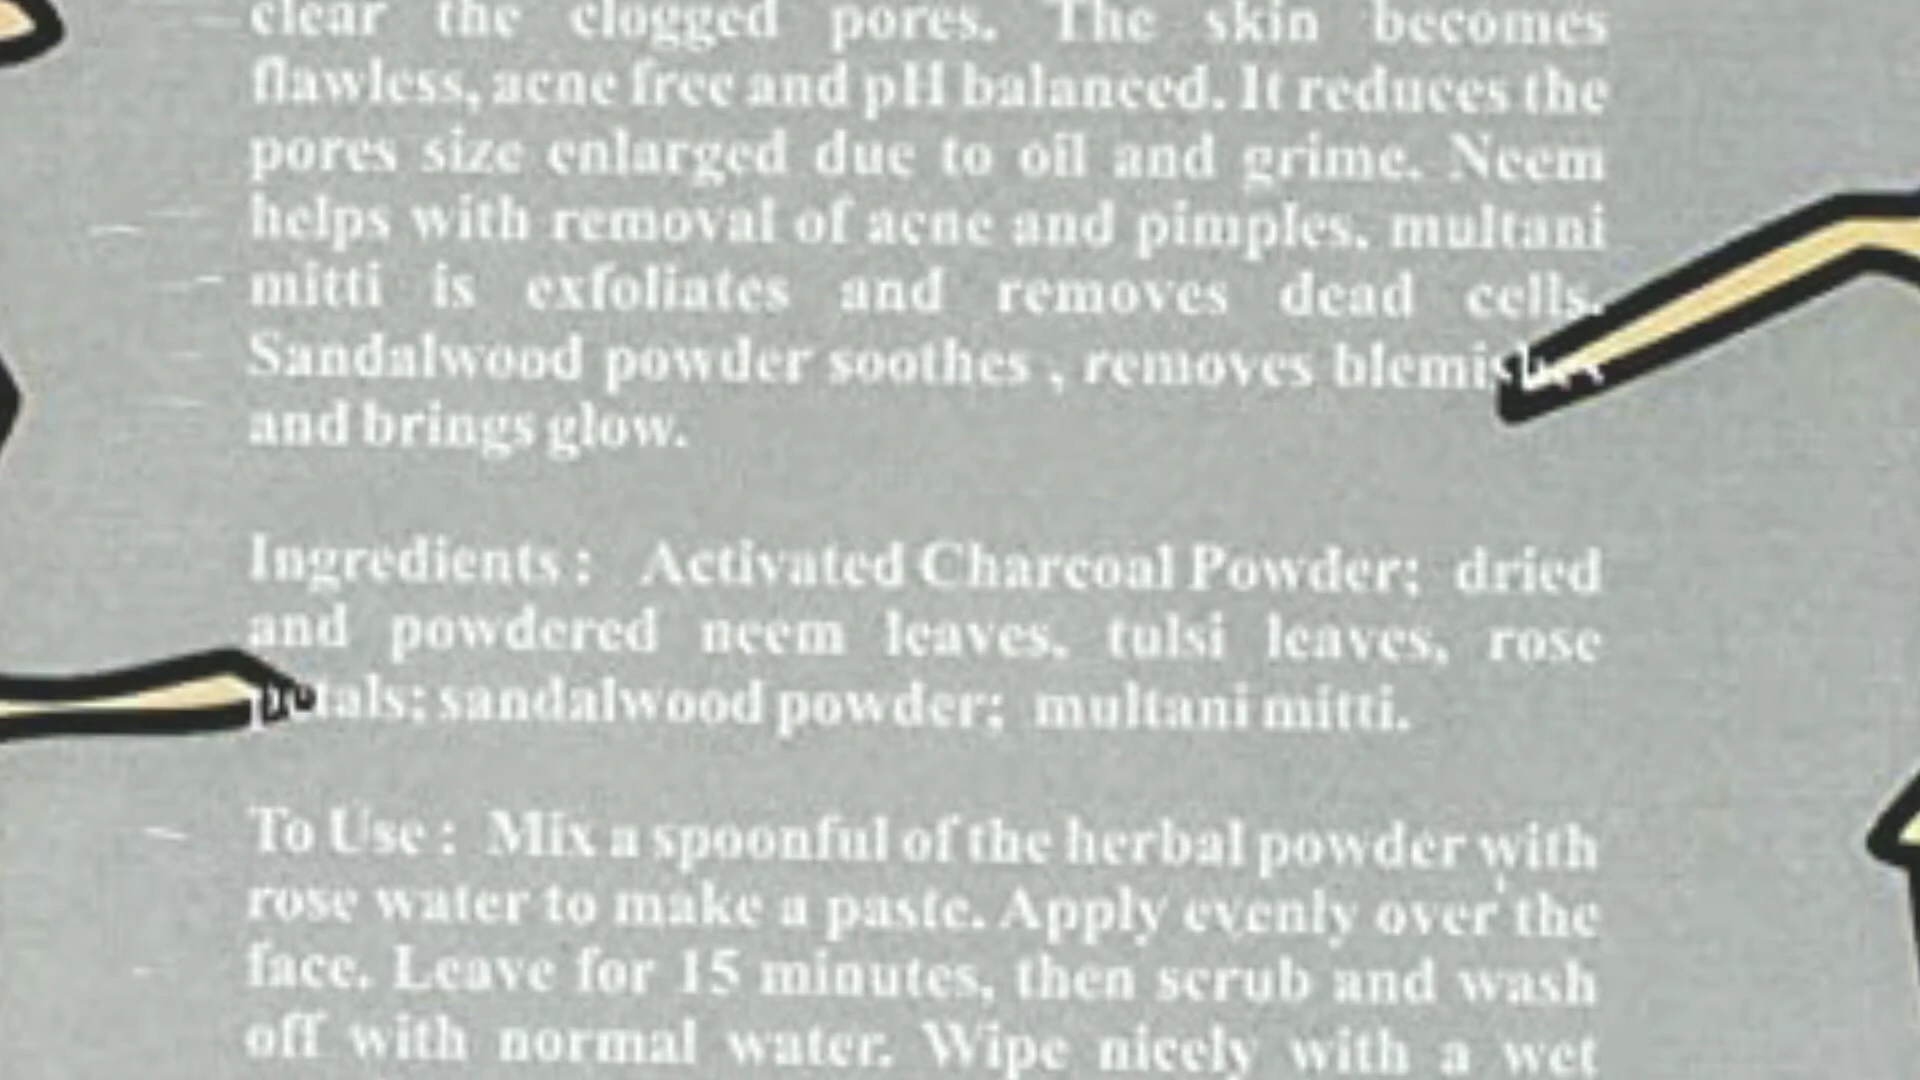 clear the clogged pores. The skin becomes
flawless, acne free and pH balanced. It reduces the
pores size enlarged due to oil and grime. Neem
helps with removal of acne and pimples, multani
mitti is exfoliates and removes dead cells.
Sandalwood powder soothes , removes blemishes
and brings glow.
Ingredients : Activated Charcoal Powder; dried
and powdered neem leaves, tulsi leaves, rose
petals; sandalwood powder; multani mitti.
To Use : Mix a spoonful of the herbal powder with
rose water to make a paste. Apply evenly over the
face. Leave for 15 minutes, then scrub and wash
off with normal water. Wipe nicely with a wet